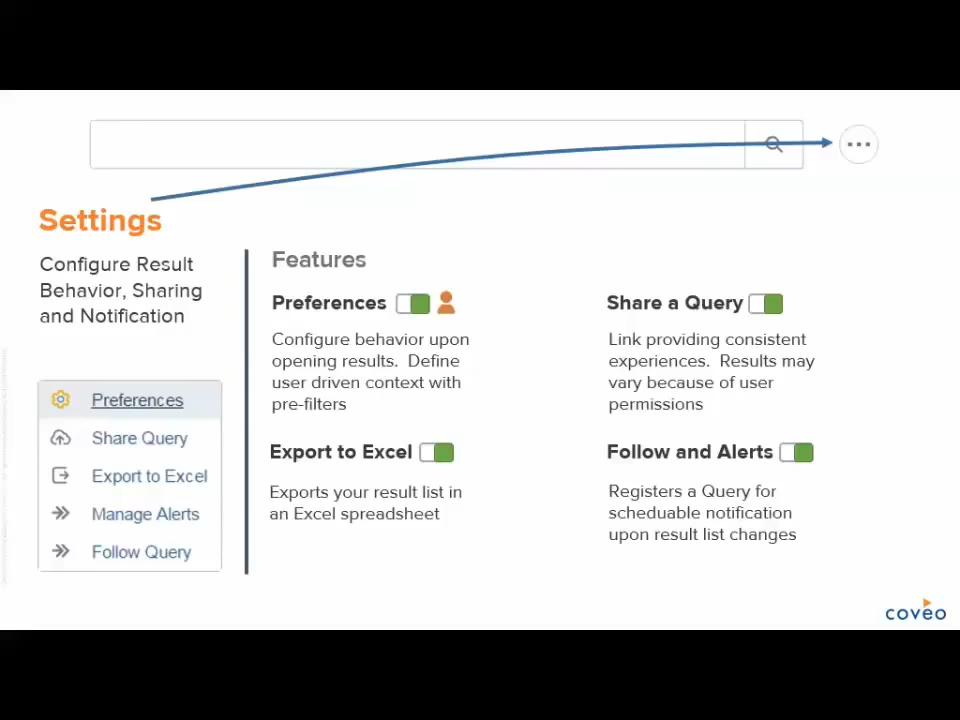 Settings
Configure Result
Behavior, Sharing
and Notification
Preferences
Share Query
Export to Excel
Manage Alerts
Follow Query
Features
Preferences
Configure behavior upon
opening results. Define
user driven context with
pre-filters
Share a Query
Link providing consistent
experiences. Results may
vary because of user
permissions
Export to Excel
Exports your result list in
an Excel spreadsheet
Follow and Alerts
Registers a Query for
scheduable notification
upon result list changes
coveo